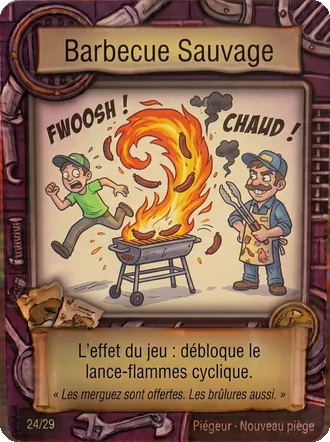 Barbecue Sauvage
FWOOSH !
CHAUD !
L'effet du jeu : débloque le
lance-flammes cyclique.
« Les merguez sont offertes. Les brûlures aussi. »
24/29
Piégeur · Nouveau piège